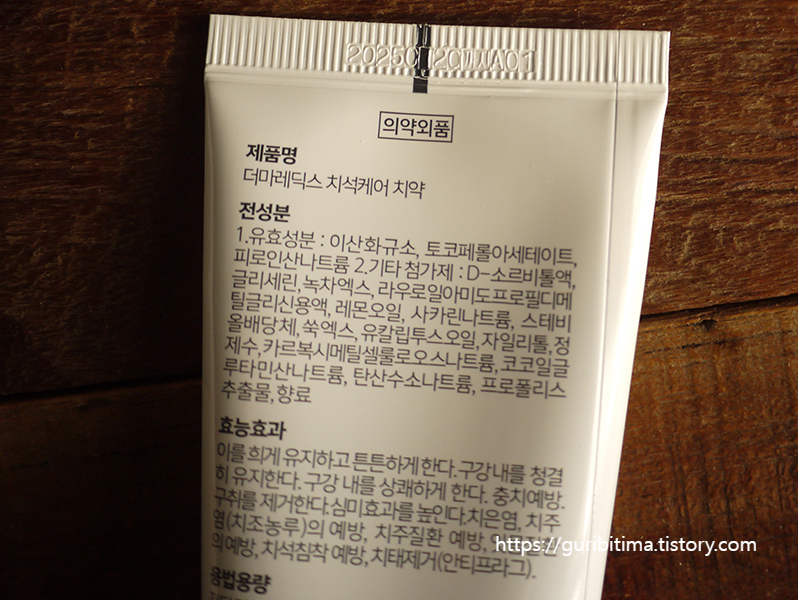 의약외품
제품명
더마레딕스 치석케어 치약
전성분
1.유효성분 : 이산화규소, 토코페롤아세테이트,
피로인산나트륨 2.기타 첨가제 : D-소르비톨액,
글리세린, 녹차엑스, 라우로일아미도프로필디메
틸글리신용액, 레몬오일, 사카린나트륨, 스테비
올배당체, 쑥엑스, 유칼립투스오일,자일리톨, 정
제수,카르복시메틸셀룰로오스나트륨,코코일글
루타민산나트륨, 탄산수소나트륨, 프로폴리스
추출물,향료
효능효과
이를 희게 유지하고 튼튼하게 한다.구강 내를 청결
히 유지한다. 구강 내를 상쾌하게 한다. 충치예방.
구취를 제거한다.심미효과를 높인다.치은염, 치주
염(치조농루)의 예방, 치주질환 예방,
의예방, 치석침착 예방, 치태제거(안티프라그).
용법용량
https://guribitima.tistory.com